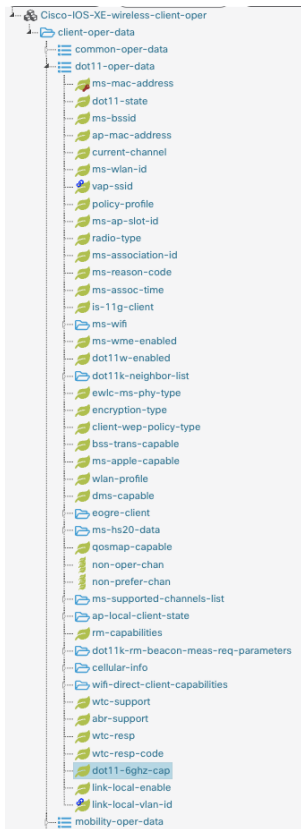 Cisco-IOS-XE-wireless-client-oper
client-oper-data
common-oper-data
dot11-oper-data
ms-mac-address
dot11-state
ms-bssid
ap-mac-address
current-channel
ms-wlan-id
vap-ssid
policy-profile
ms-ap-slot-id
radio-type
ms-association-id
ms-reason-code
ms-assoc-time
is-11g-client
ms-wifi
ms-wme-enabled
dot11w-enabled
dot11k-neighbor-list
ewlc-ms-phy-type
encryption-type
client-wep-policy-type
bss-trans-capable
ms-apple-capable
wlan-profile
dms-capable
eogre-client
ms-hs20-data
qosmap-capable
non-oper-chan
non-prefer-chan
ms-supported-channels-list
ap-local-client-state
rm-capabilities
dot11k-rm-beacon-meas-req-parameters
cellular-info
wifi-direct-client-capabilities
wtc-support
abr-support
wtc-resp
wtc-resp-code
dot11-6ghz-cap
link-local-enable
link-local-vlan-id
mobility-oper-data